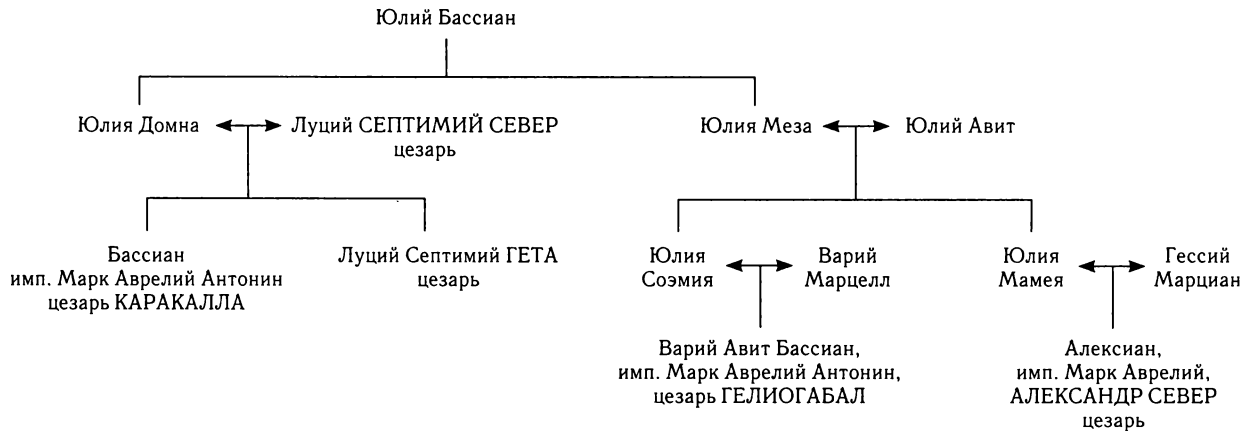 Юлий Бассиан
Юлия Домна
Луций СЕПТИМИЙ СЕВЕР
цезарь
Юлия Меза
Юлий Авит
Бассиан
имп. Марк Аврелий Антонин
цезарь КАРАКАЛЛА
Луций Септимий ГЕТА
цезарь
Юлия
Соэмия
Варий
Марцелл
Юлия
Мамея
Гессий
Марциан
Варий Авит Бассиан,
имп. Марк Аврелий Антонин,
цезарь ГЕЛИОГАБАЛ
Алексиан,
имп. Марк Аврелий,
АЛЕКСАНДР СЕВЕР
цезарь